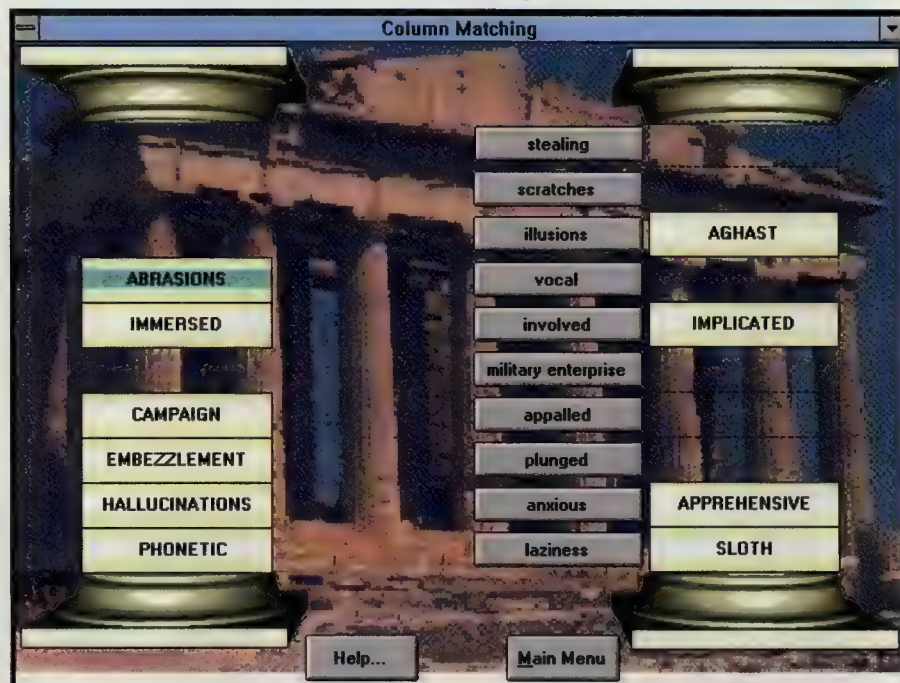 Column Matching
stealing
scratches
illusions
AGHAST
ABRASIONS
vocal
IMMERSED
involved
IMPLICATED
military enterprise
CAMPAIGN
appalled
EMBEZZLEMENT
plunged
HALLUCINATIONS
anxious
APPREHENSIVE
PHONETIC
laziness
SLOTH
Help...
Main Menu